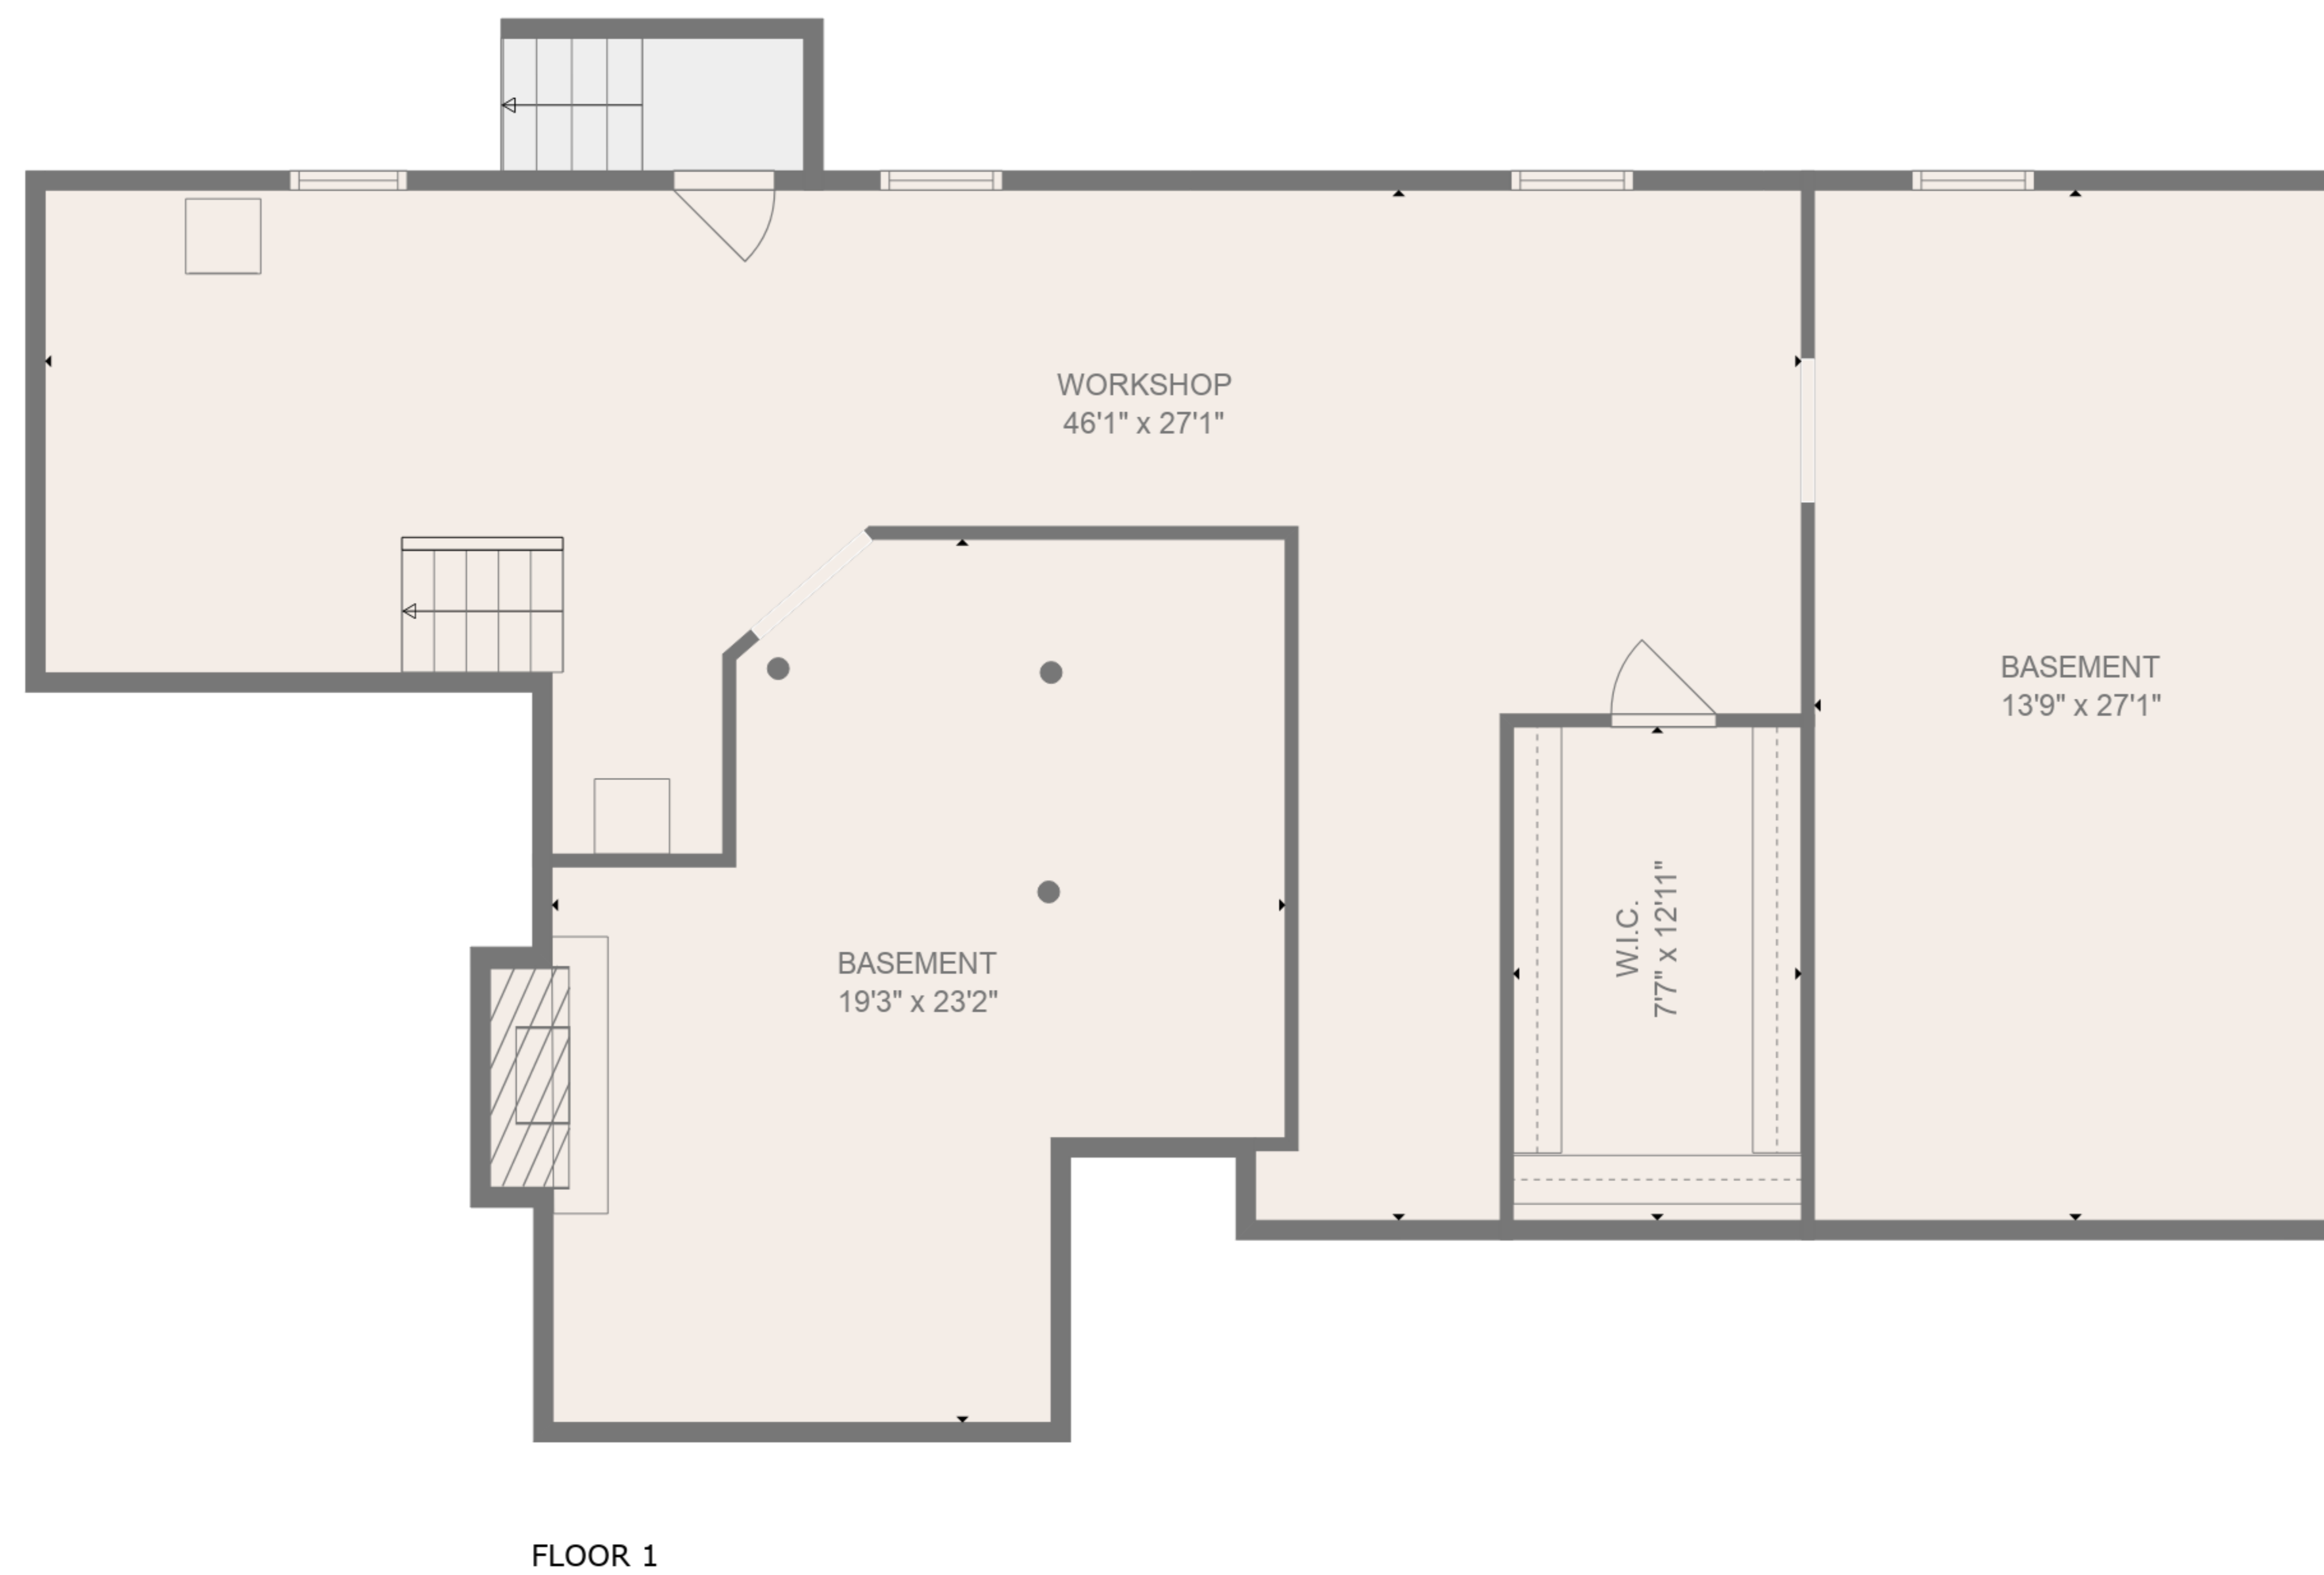 WORKSHOP
46'1" x 27'1"
BASEMENT
13'9" x 27'1"
W.I.C.
7'7" x 12'11"
BASEMENT
19'3" x 23'2"
FLOOR 1